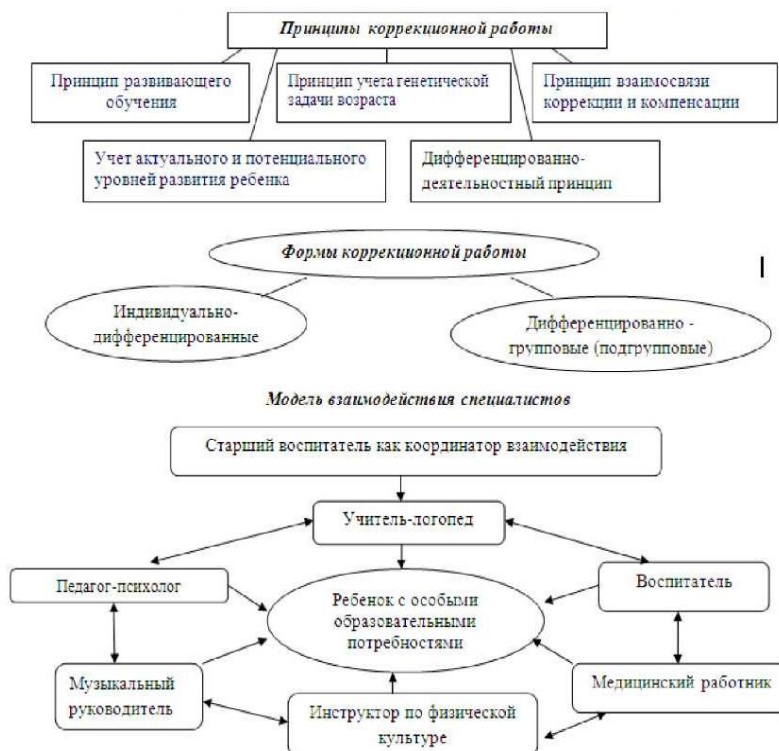 Принципы коррекционной работы
Принцип развивающего
обучения
Принцип учета генетической
задачи возраста
Принцип взаимосвязи
коррекции и компенсации
Учет актуального и потенциального
уровней развития ребенка
Дифференцированно-
деятельностный принцип
Формы коррекционной работы
Индивидуально-
дифференцированные
Дифференцированно -
групповые (подгрупповые)
Модель взаимодействия специалистов
Старший воспитатель как координатор взаимодействия
Учитель-логопед
Педагог-психолог
Воспитатель
Ребенок с особыми
образовательными
потребностями
Музыкальный
руководитель
Медицинский работник
Инструктор по физической
культуре